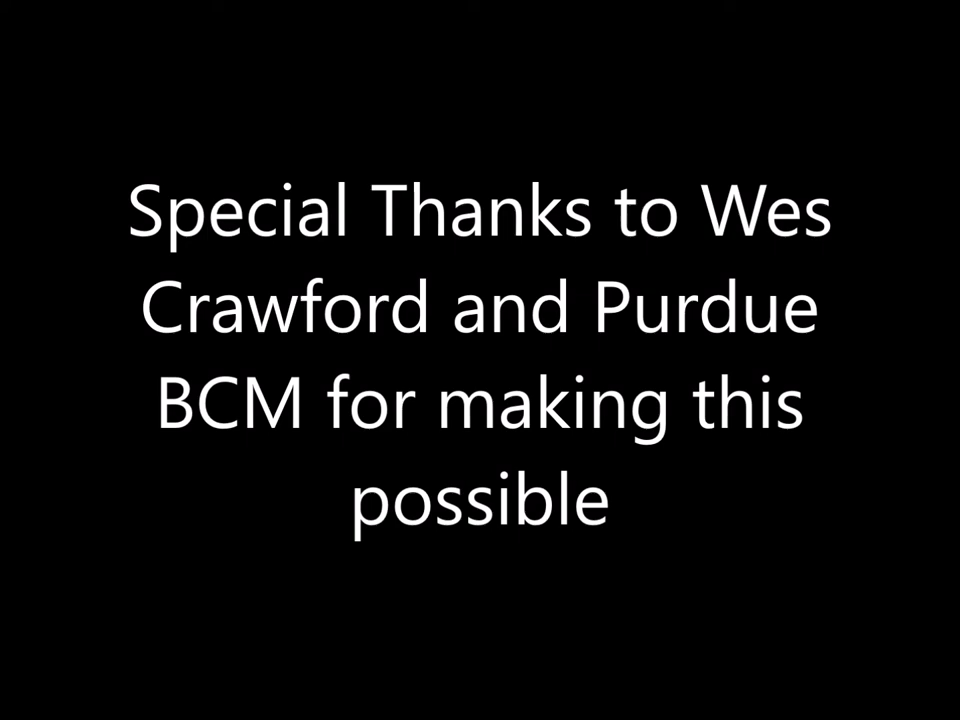 Special Thanks to Wes
Crawford and Purdue
BCM for making this
possible